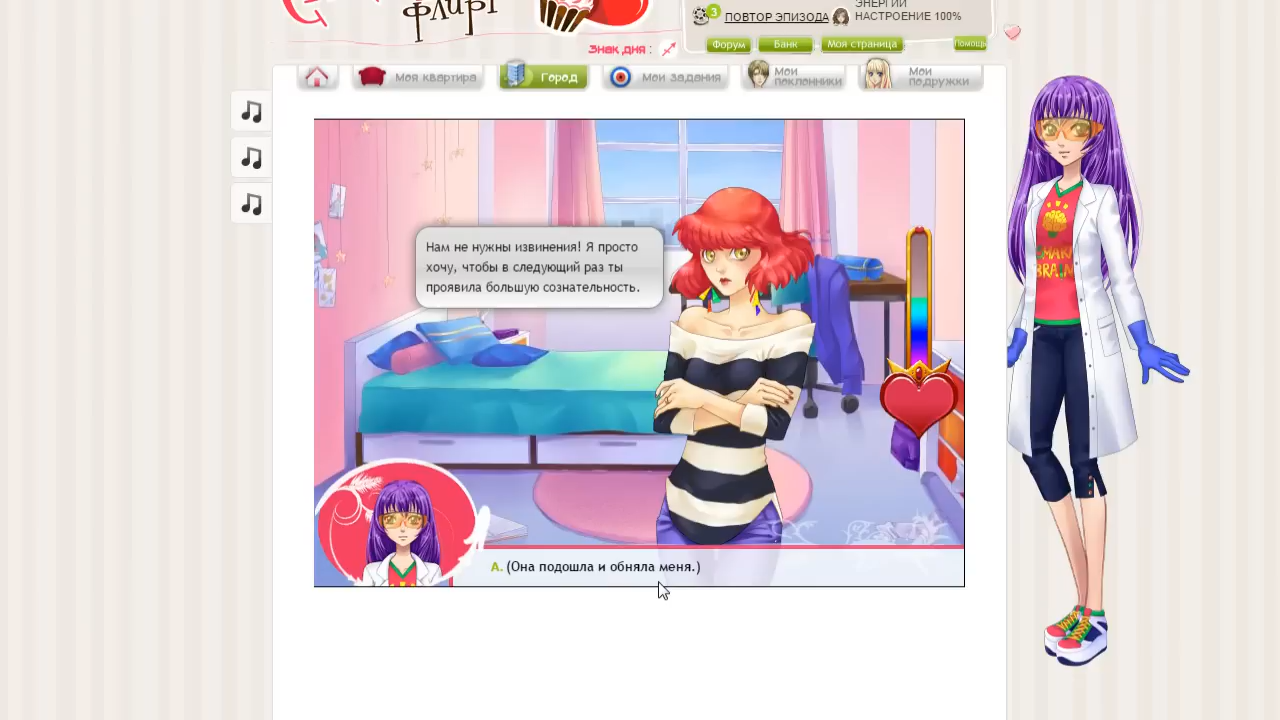 флирт
ЭНЕРГИИ
3 ПОВТОР ЭПИЗОДА
НАСТРОЕНИЕ 100%
Знак дня :
Форум
Банк
Моя страница
Помощь
Моя квартира
Город
Мои задания
Мои
поклонники
Мои
подружки
Нам не нужны извинения! Я просто
хочу, чтобы в следующий раз ты
проявила большую сознательность.
BRAIN
A. (Она подошла и обняла меня.)